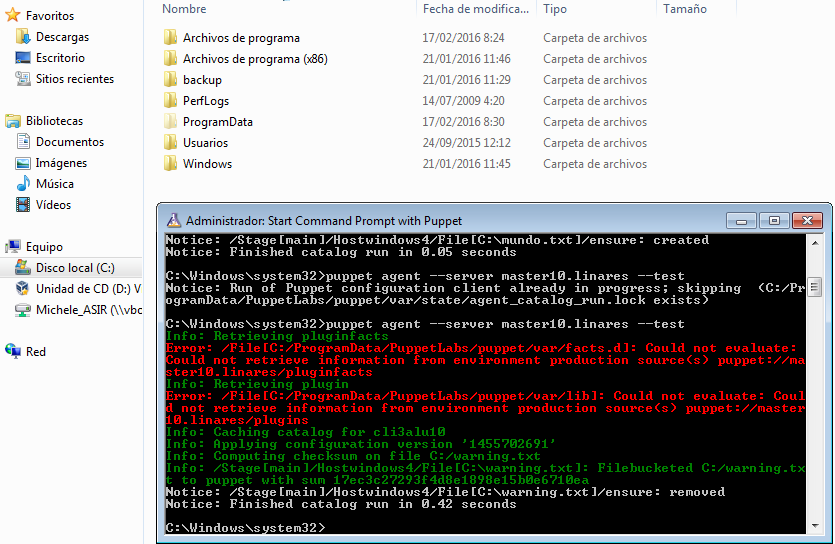 Favoritos
Descargas
Escritorio
Sitios recientes
Bibliotecas
Documentos
Imágenes
Música
Vídeos
Equipo
Disco local (C:)
Unidad de CD (D:) V
Michele_ASIR (\\vbc
Red
Nombre Fecha de modifica... Tipo Tamaño
Archivos de programa 17/02/2016 8:24 Carpeta de archivos
Archivos de programa (x86) 21/01/2016 11:46 Carpeta de archivos
backup 21/01/2016 11:29 Carpeta de archivos
PerfLogs 14/07/2009 4:20 Carpeta de archivos
ProgramData 17/02/2016 8:30 Carpeta de archivos
Usuarios 24/09/2015 12:12 Carpeta de archivos
Windows 21/01/2016 11:45 Carpeta de archivos
Administrador: Start Command Prompt with Puppet
Notice: /Stage[main]/Hostwindows4/File[C:\mundo.txt]/ensure: created
Notice: Finished catalog run in 0.05 seconds
C:\Windows\system32>puppet agent --server master10.linares --test
Notice: Run of Puppet configuration client already in progress; skipping  (C:/Pr
ogramData/PuppetLabs/puppet/var/state/agent_catalog_run.lock exists)
C:\Windows\system32>puppet agent --server master10.linares --test
Info: Retrieving pluginfacts
Error: /File[C:/ProgramData/PuppetLabs/puppet/var/facts.d]: Could not evaluate:
Could not retrieve information from environment production source(s) puppet://ma
ster10.linares/pluginfacts
Info: Retrieving plugin
Error: /File[C:/ProgramData/PuppetLabs/puppet/var/lib]: Could not evaluate: Coul
d not retrieve information from environment production source(s) puppet://master
10.linares/plugins
Info: Caching catalog for cli3alu10
Info: Applying configuration version '1455702691'
Info: Computing checksum on file C:/warning.txt
Info: /Stage[main]/Hostwindows4/File[C:\warning.txt]: Filebucketed C:/warning.tx
t to puppet with sum 17ec3c27293f4d8e1898e15b0e6710ea
Notice: /Stage[main]/Hostwindows4/File[C:\warning.txt]/ensure: removed
Notice: Finished catalog run in 0.42 seconds
C:\Windows\system32>